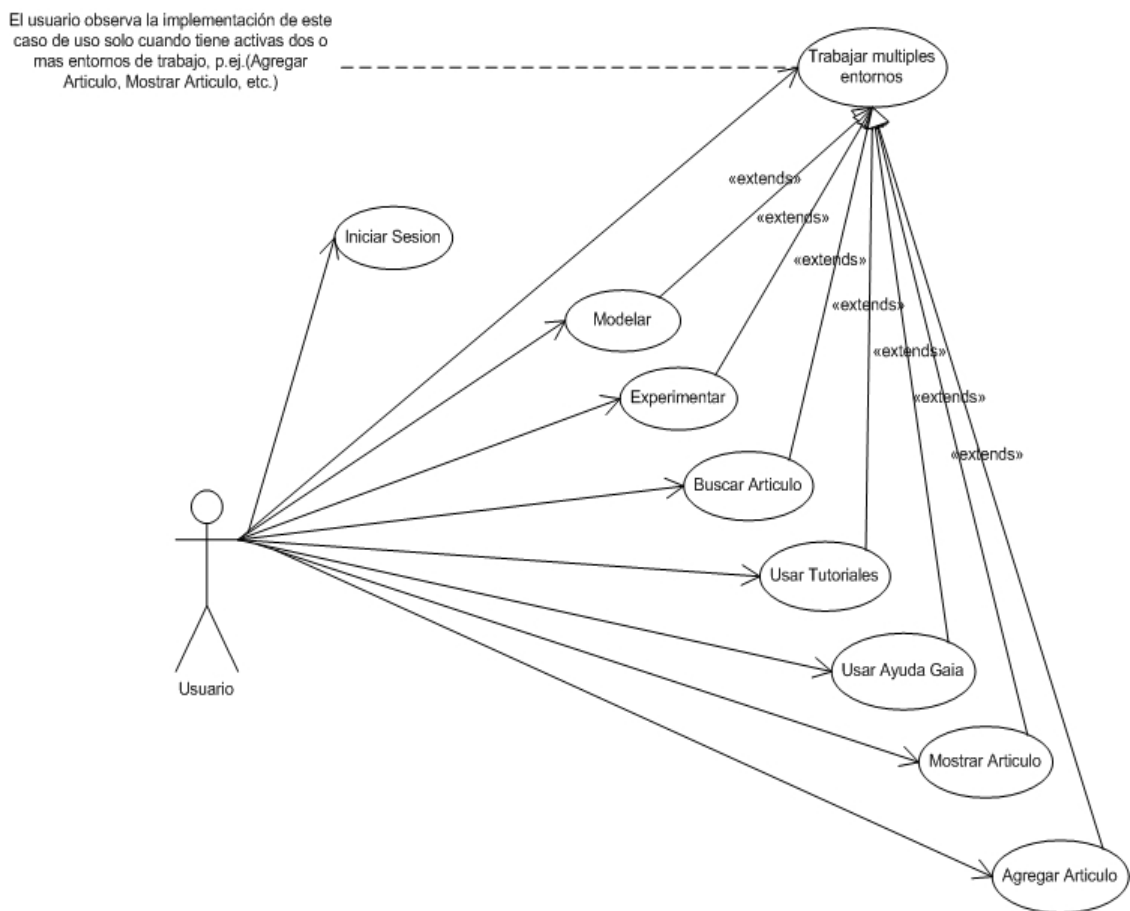 El usuario observa la implementación de este
caso de uso solo cuando tiene activas dos o
mas entornos de trabajo, p.ej.(Agregar
Articulo, Mostrar Articulo, etc.)
Trabajar multiples
entornos
«extends»
«extends»
Iniciar Sesion
«extends»
«extends»
Modelar
«extends»
Experimentar
«extends»
«extends»
Buscar Articulo
Usar Tutoriales
Usar Ayuda Gaia
Usuario
Mostrar Articulo
Agregar Articulo